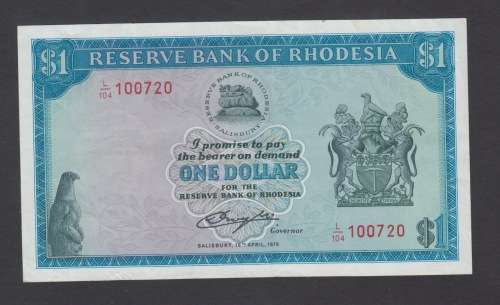 RESERVE BANK OF RHODESIA
$1
$1
L/104 100720
RESERVE BANK OF RHODESIA
SALISBURY
I promise to pay
the bearer on demand
ONE DOLLAR
FOR THE
RESERVE BANK OF RHODESIA
Governor
L/104 100720
$1